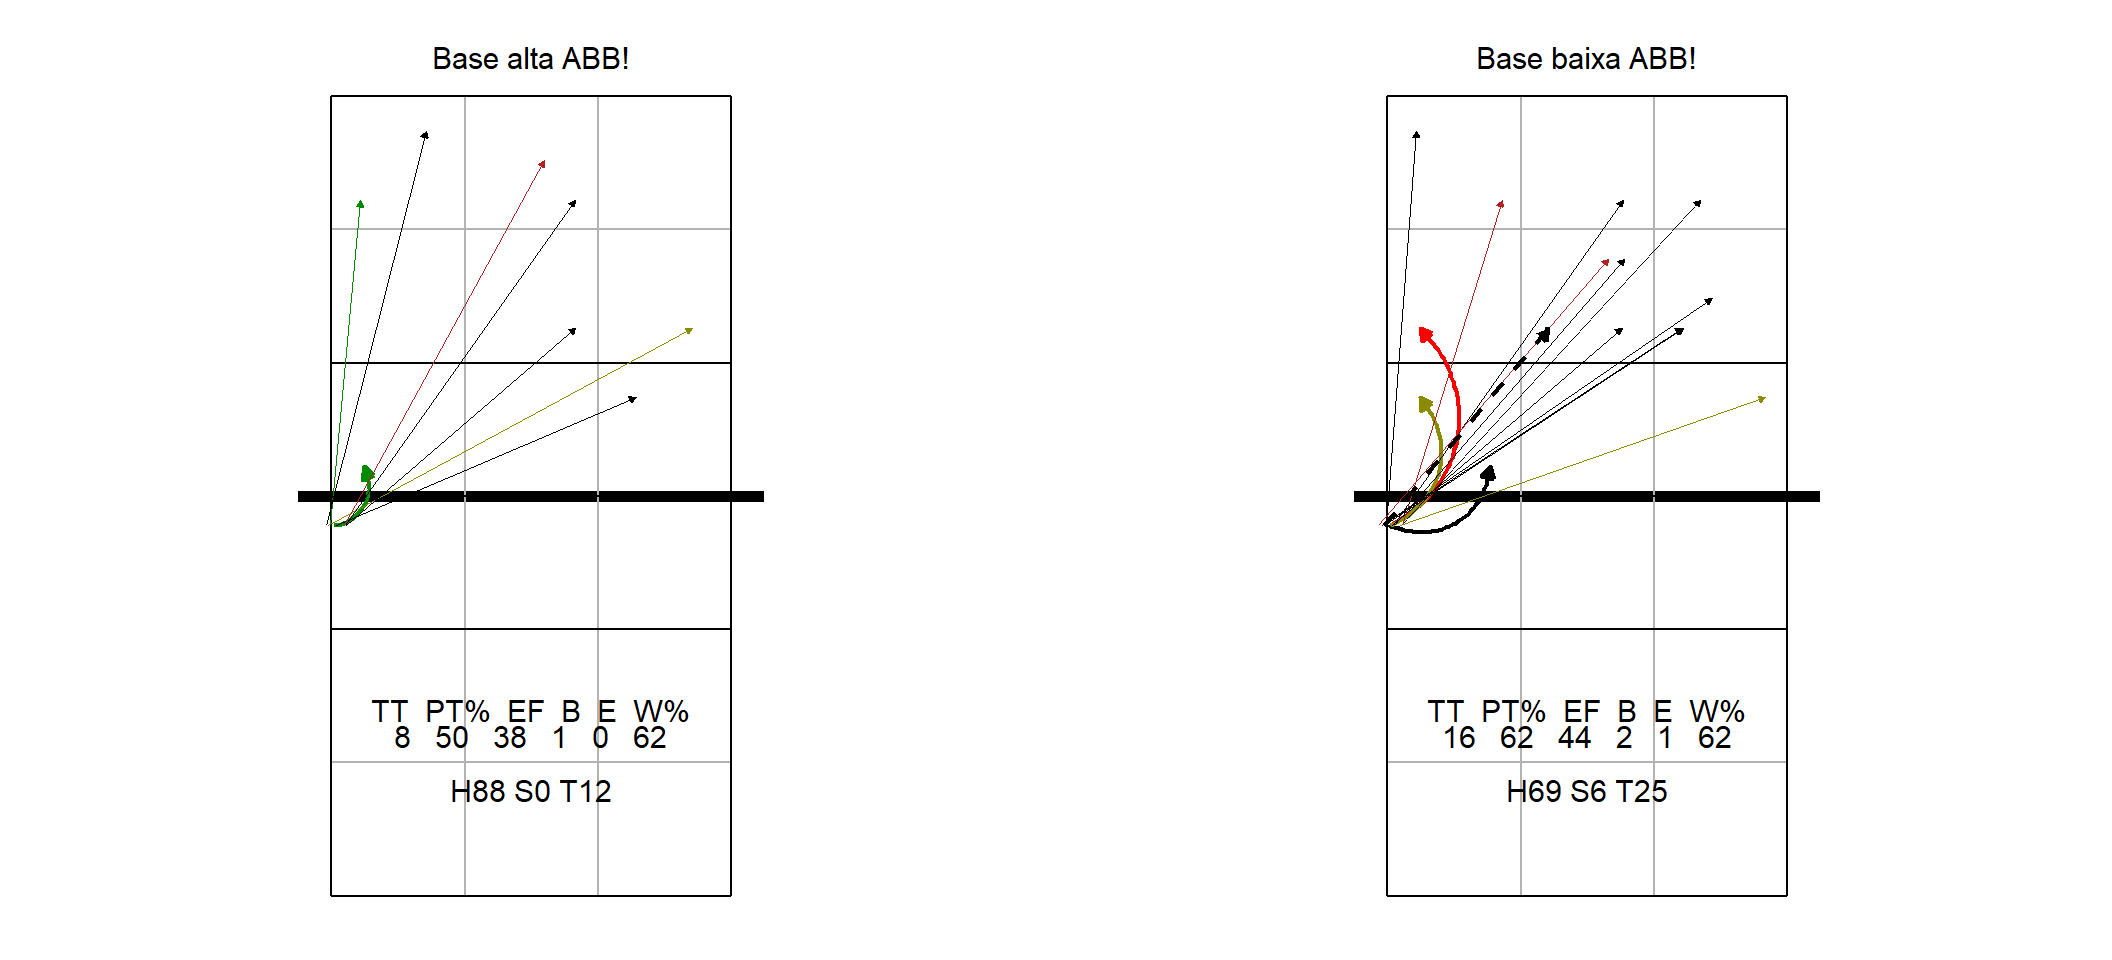 Base alta ABB!
TT PT% EF B E W%
8 50 38 1 0 62
H88 S0 T12
Base baixa ABB!
TT PT% EF B E W%
16 62 44 2 1 62
H69 S6 T25